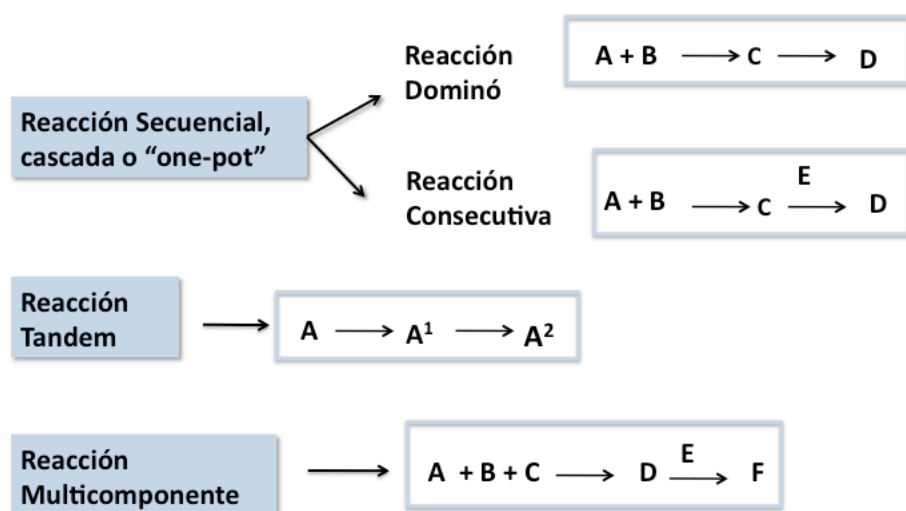 Reacción Secuencial,
cascada o “one-pot”
Reacción
Dominó
A + B C D
Reacción
Consecutiva
A + B C E D
Reacción
Tandem
A A¹ A²
Reacción
Multicomponente
A + B + C D E F